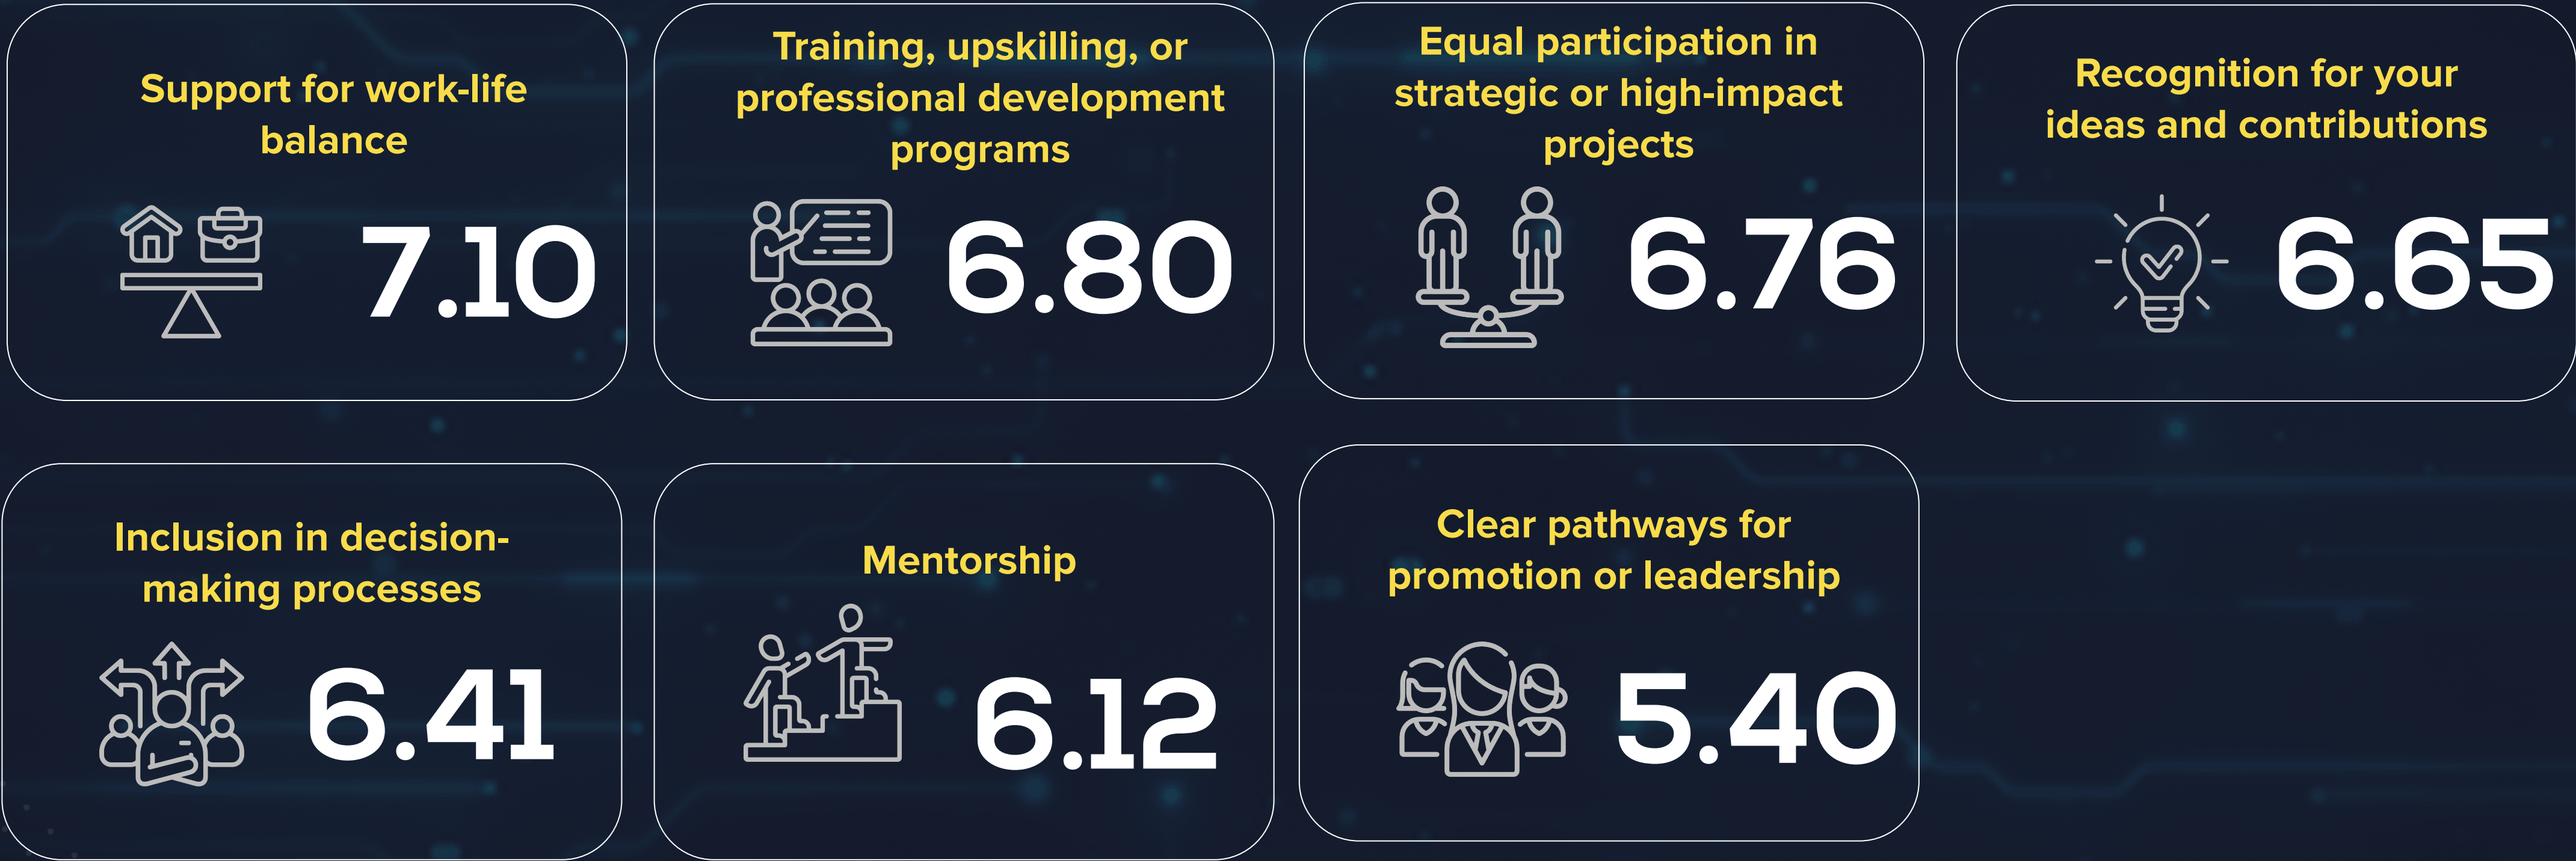 Support for work-life
balance
7.10
Training, upskilling, or
professional development
programs
6.80
Equal participation in
strategic or high-impact
projects
6.76
Recognition for your
ideas and contributions
6.65
Inclusion in decision-
making processes
6.41
Mentorship
6.12
Clear pathways for
promotion or leadership
5.40